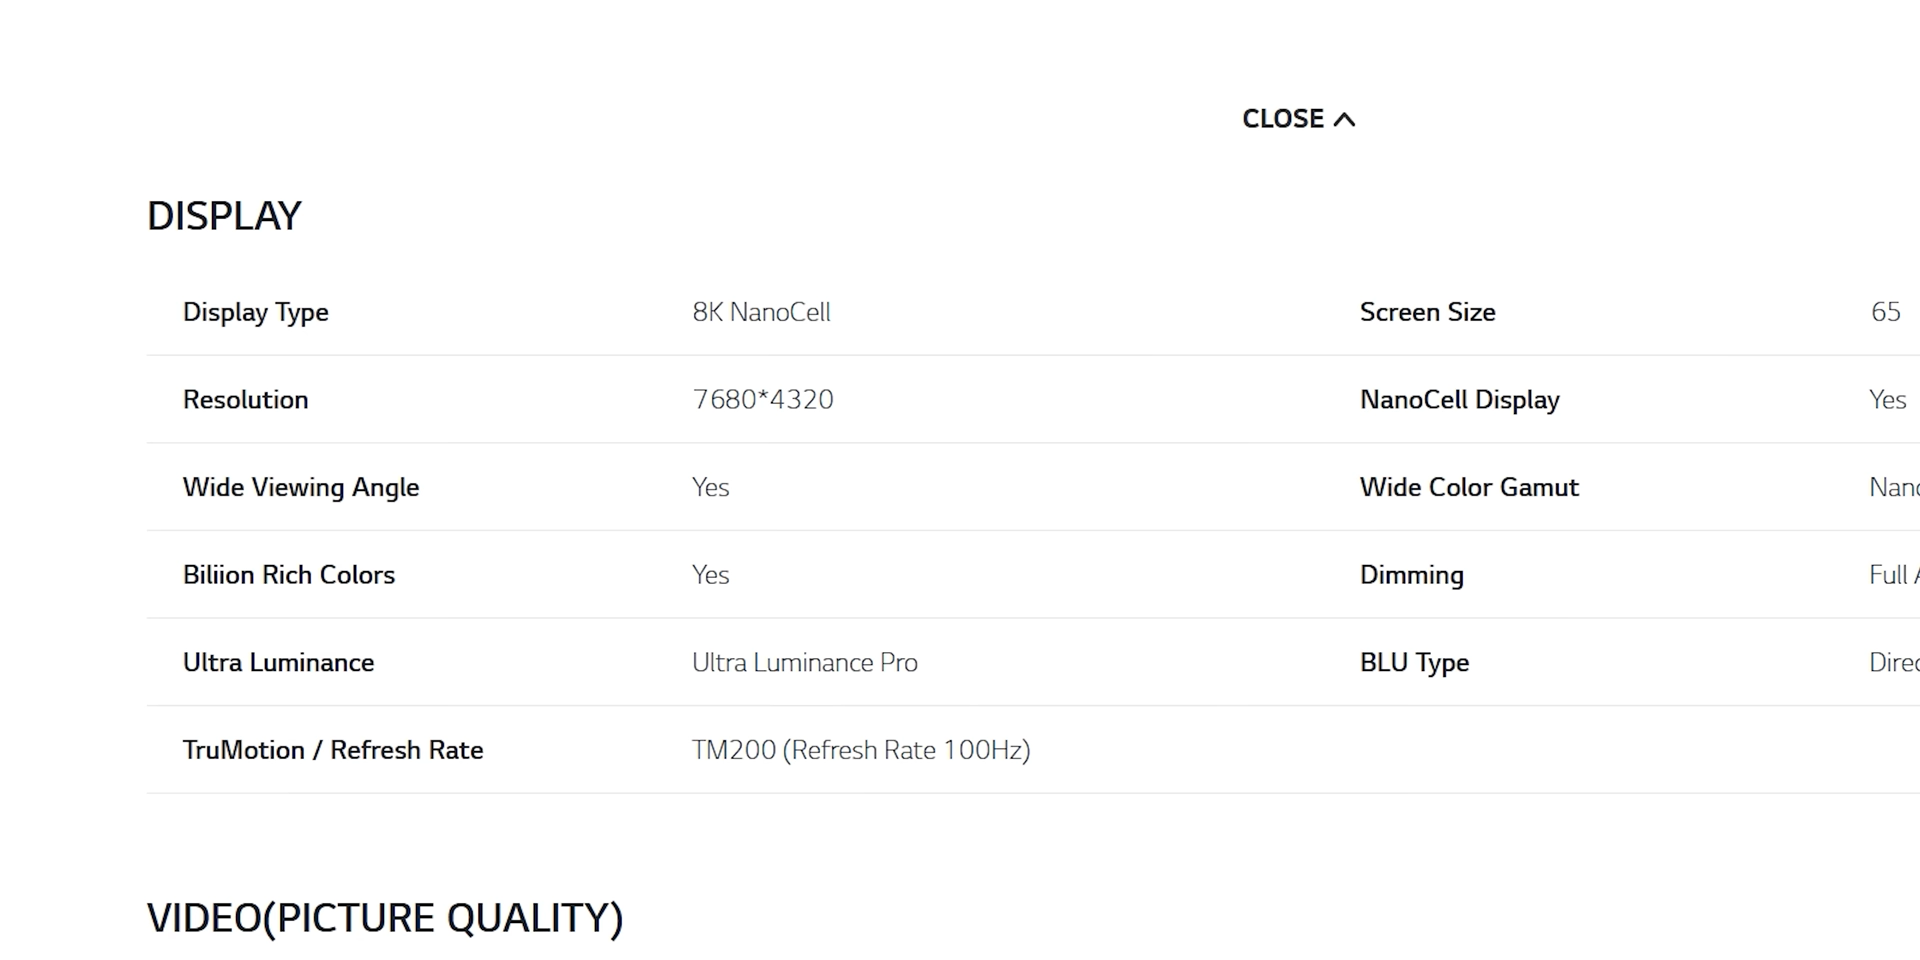 CLOSE
DISPLAY
Display Type 8K NanoCell Screen Size 65
Resolution 7680*4320 NanoCell Display Yes
Wide Viewing Angle Yes Wide Color Gamut
Biliion Rich Colors Yes Dimming Full
Ultra Luminance Ultra Luminance Pro BLU Type
TruMotion / Refresh Rate TM200 (Refresh Rate 100Hz)
VIDEO(PICTURE QUALITY)